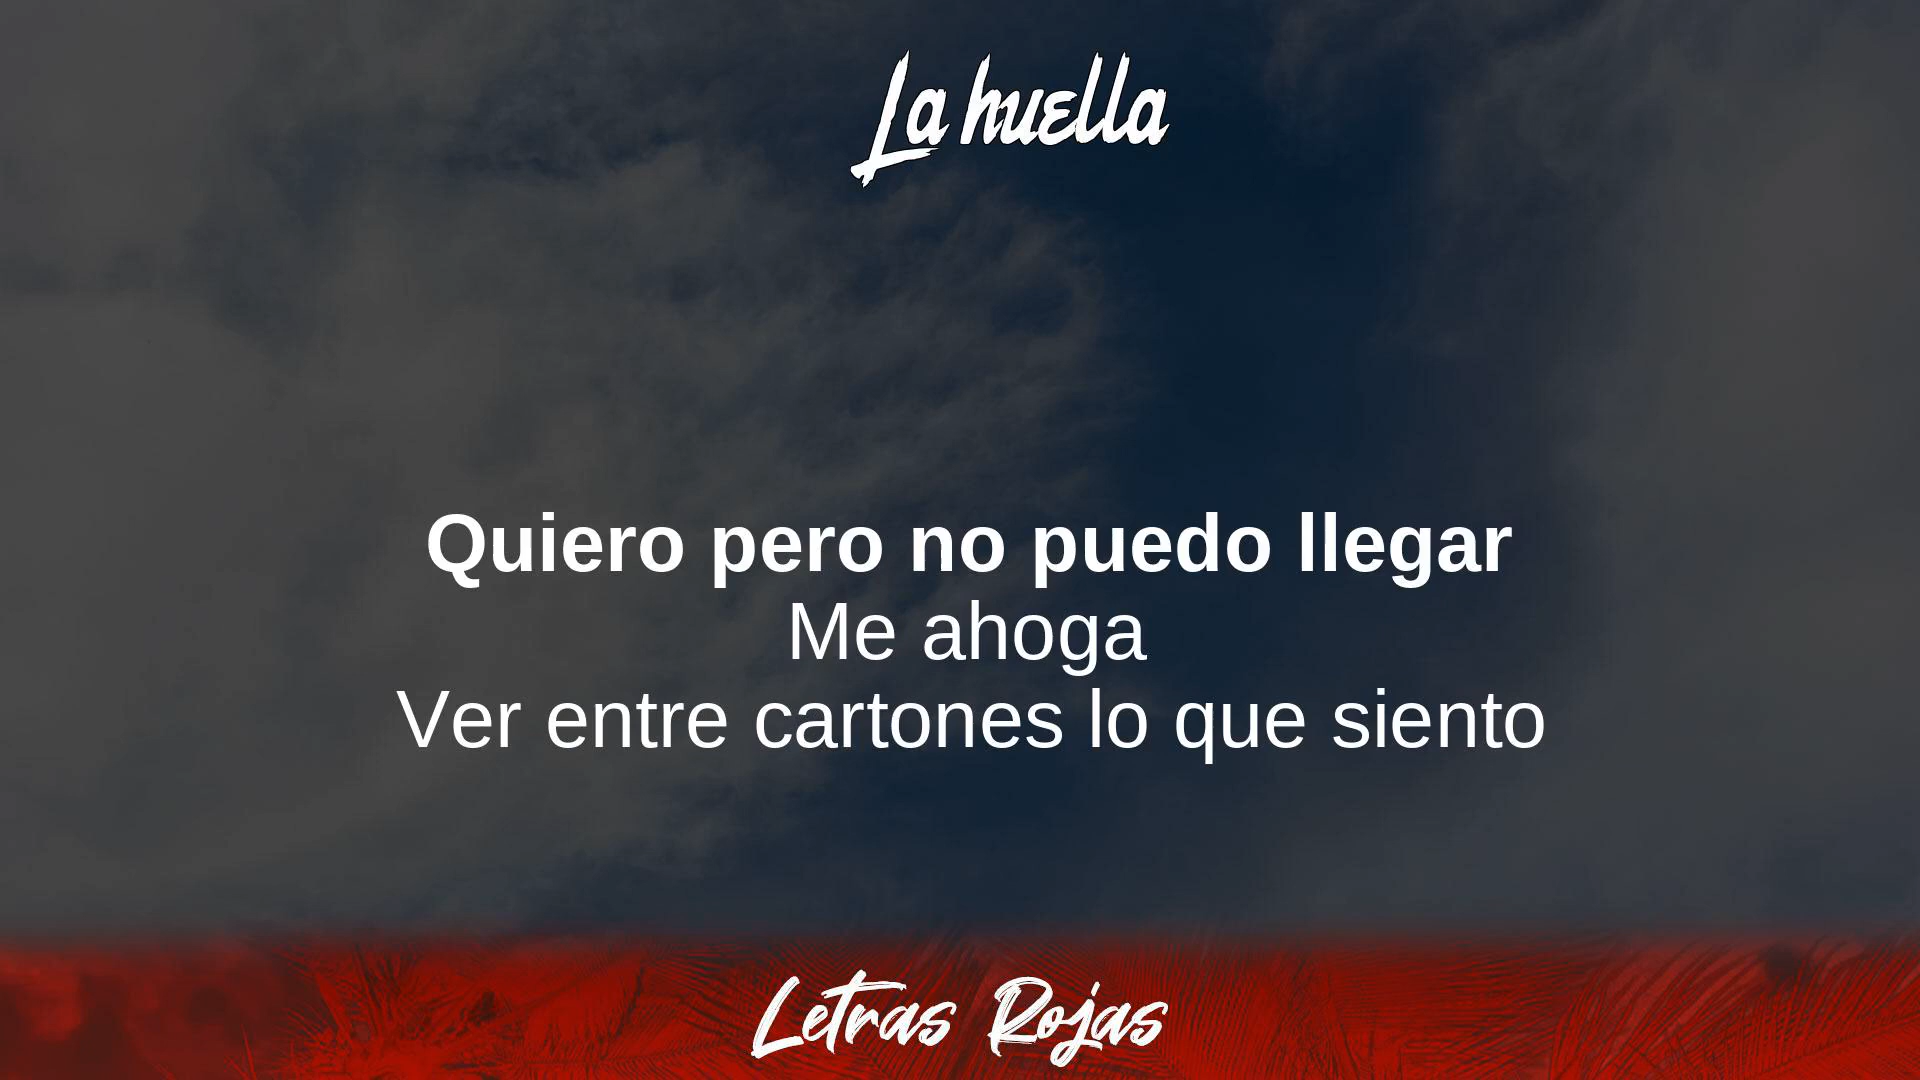 La huella
Quiero pero no puedo llegar
Me ahoga
Ver entre cartones lo que siento
Letras Rojas